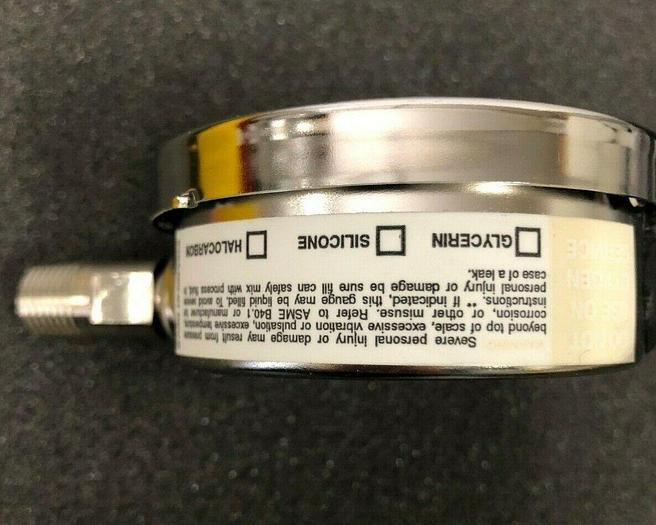 Severe personal injury or damage may result from pressure
beyond top of scale, excessive vibration or pulsation, excessive temperature,
corrosion, or other misuse. Refer to ASME B40.1 or manufacturer for
instructions. ** If indicated, this gauge may be liquid filled. To avoid severe
personal injury or damage be sure fill can safely mix with process fluid, in
case of a leak.
GLYCERIN SILICONE HALOCARBON